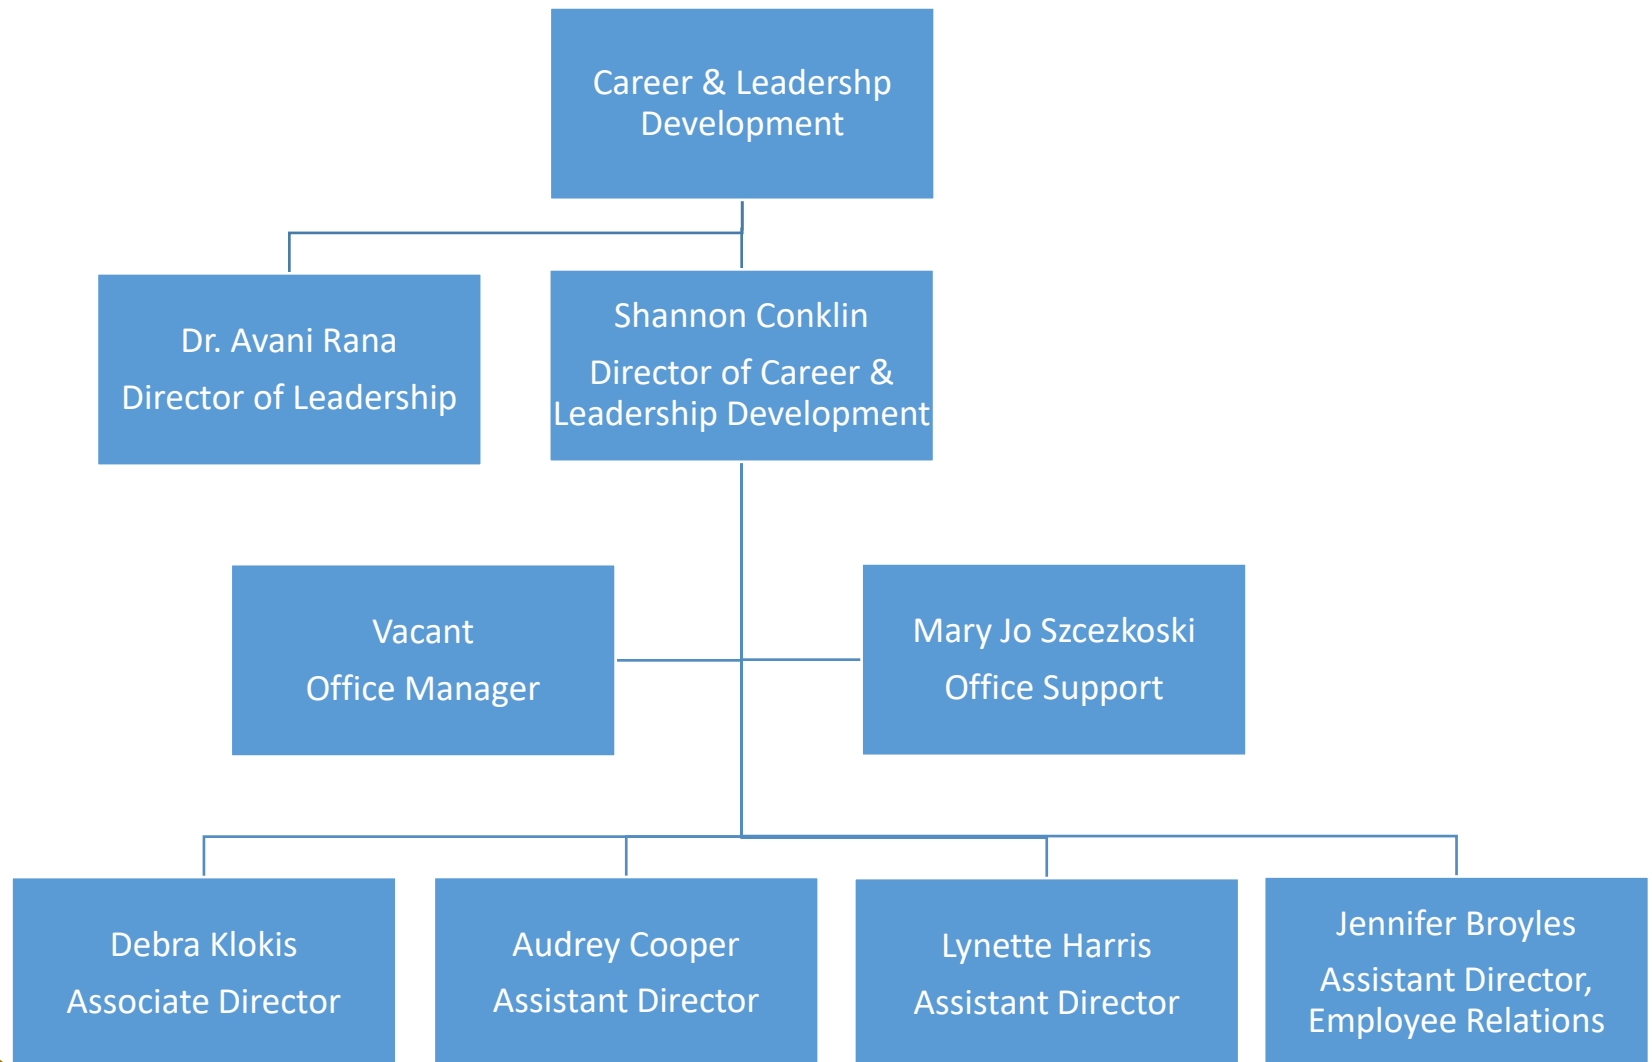 Career & Leadershp
Development
Dr. Avani Rana
Director of Leadership
Shannon Conklin
Director of Career &
Leadership Development
Vacant
Office Manager
Mary Jo Szcezkoski
Office Support
Debra Klokis
Associate Director
Audrey Cooper
Assistant Director
Lynette Harris
Assistant Director
Jennifer Broyles
Assistant Director,
Employee Relations